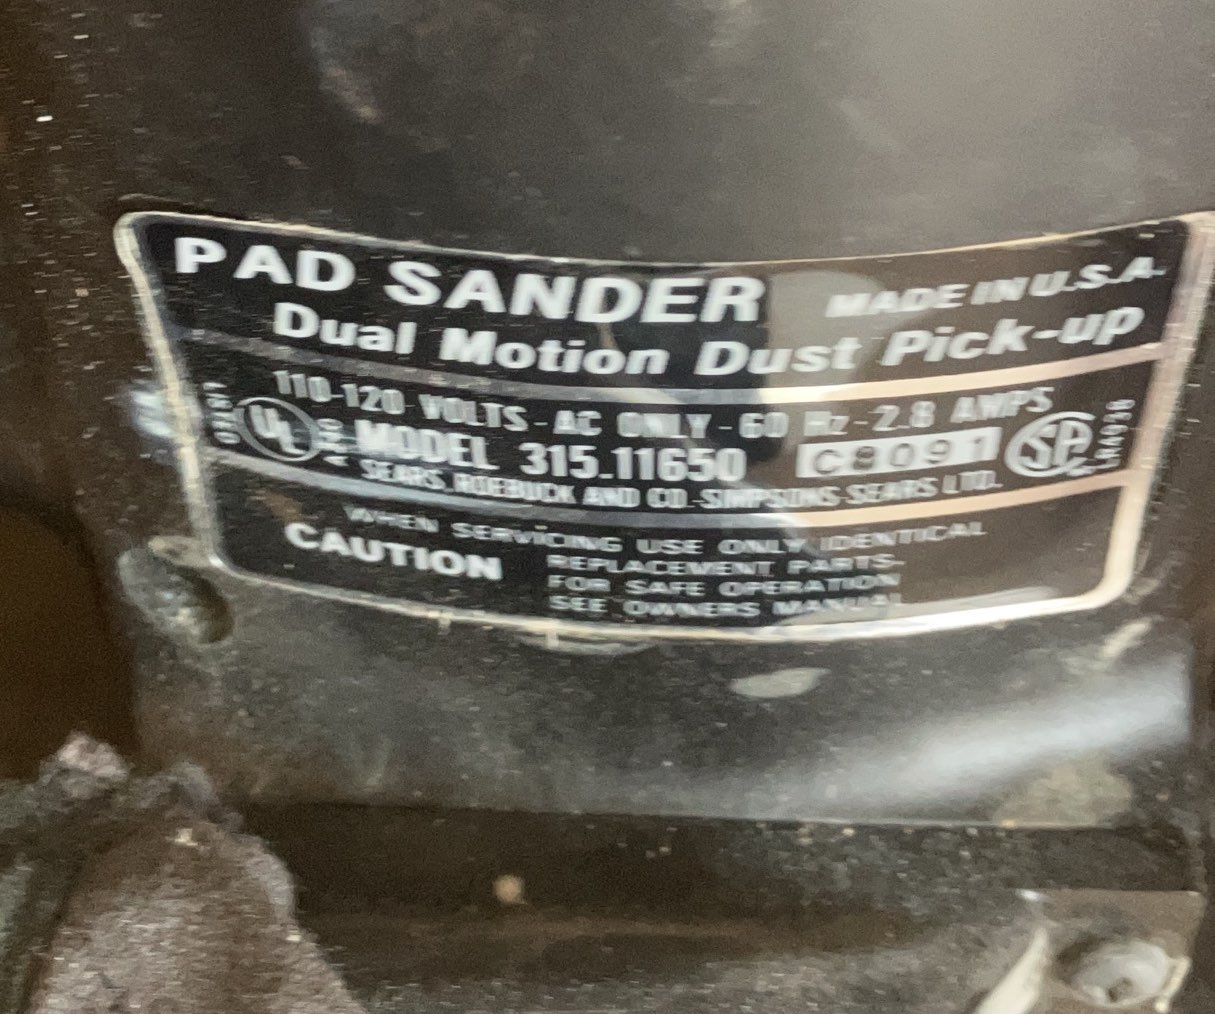 PAD SANDER MADE IN U.S.A.
Dual Motion Dust Pick-up
110-120 VOLTS - AC ONLY - 60 Hz - 2.8 AMPS
UL MODEL 315.11650 C8091 SA
SEARS, ROEBUCK AND CO.-SIMPSONS-SEARS LTD.
CAUTION
WHEN SERVICING USE ONLY IDENTICAL
REPLACEMENT PARTS-
FOR SAFE OPERATION
SEE OWNERS MANUAL